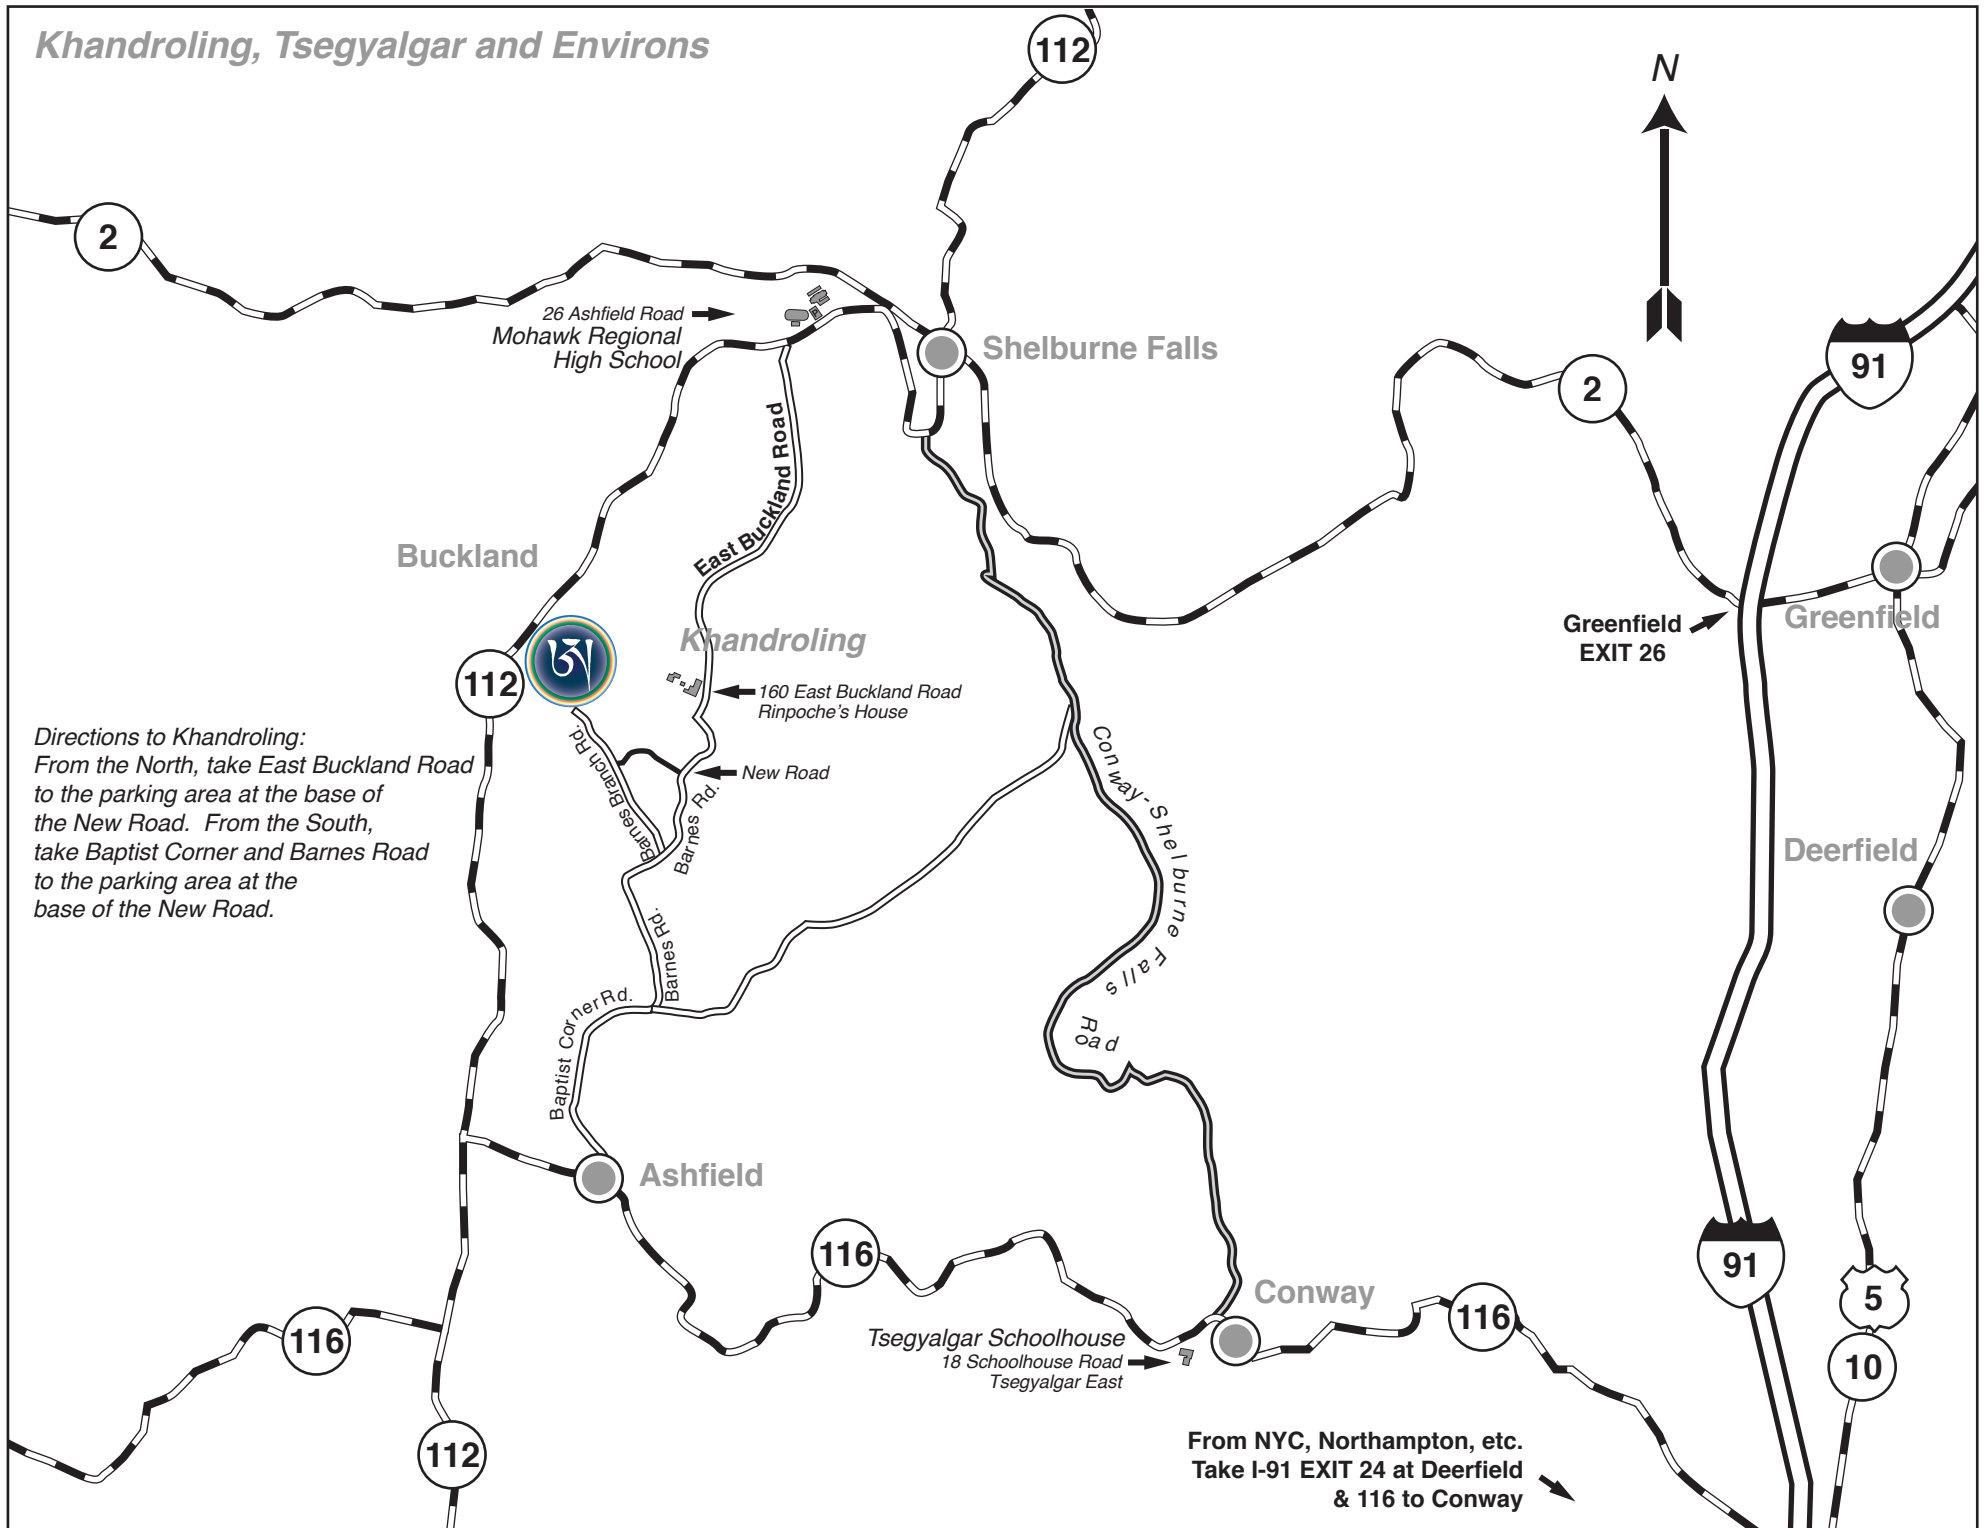 Khandroling, Tsegyalgar and Environs
112
N
2
26 Ashfield Road
Mohawk Regional
High School
Shelburne Falls
91
2
East Buckland Road
Buckland
Greenfield
EXIT 26
Greenfield
Khandroling
ཨ
112
160 East Buckland Road
Rinpoche's House
Directions to Khandroling:
From the North, take East Buckland Road
to the parking area at the base of
the New Road. From the South,
take Baptist Corner and Barnes Road
to the parking area at the
base of the New Road.
Barnes Branch Rd.
New Road
Barnes Rd.
Conway-Shelburne Falls Road
Deerfield
Barnes Rd.
Baptist Corner Rd.
Ashfield
116
91
5
10
Conway
116
116
Tsegyalgar Schoolhouse
18 Schoolhouse Road
Tsegyalgar East
112
From NYC, Northampton, etc.
Take I-91 EXIT 24 at Deerfield
& 116 to Conway